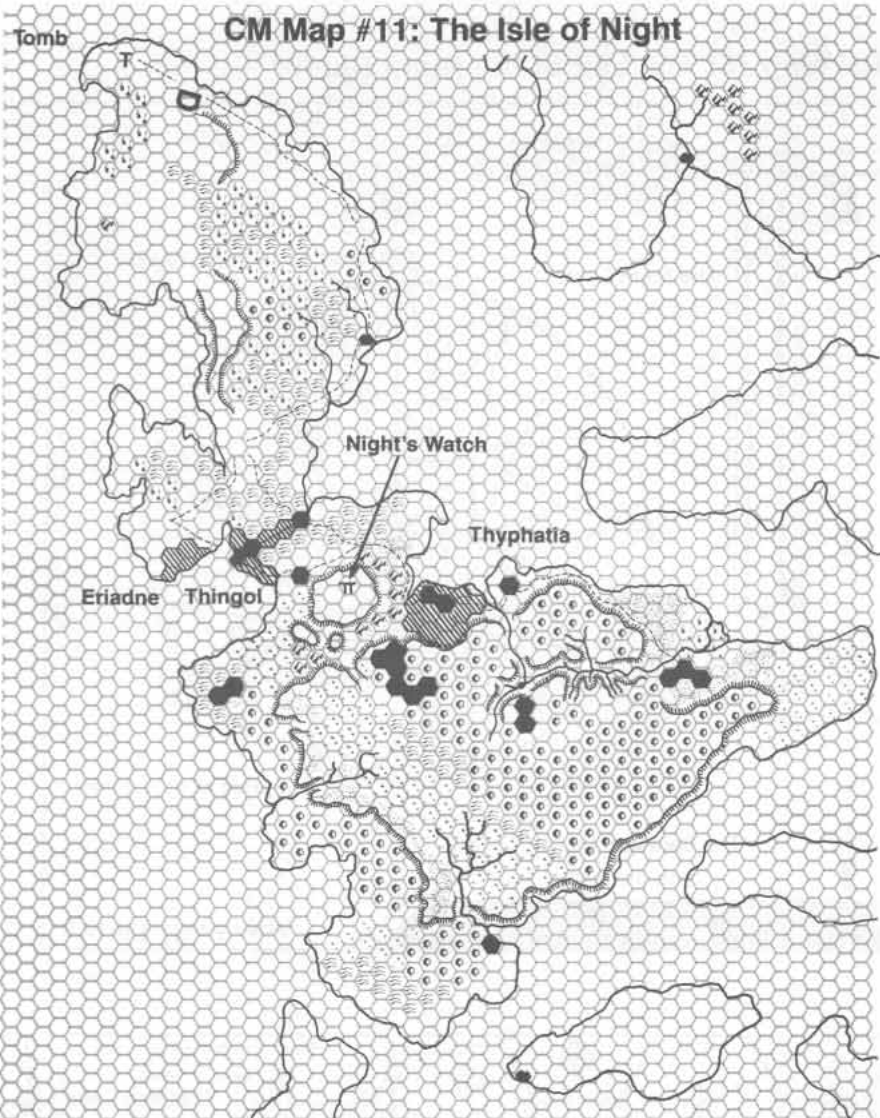 CM Map #11: The Isle of Night
Tomb
T
D
Night's Watch
Thyphatia
Eriadne
Thingol